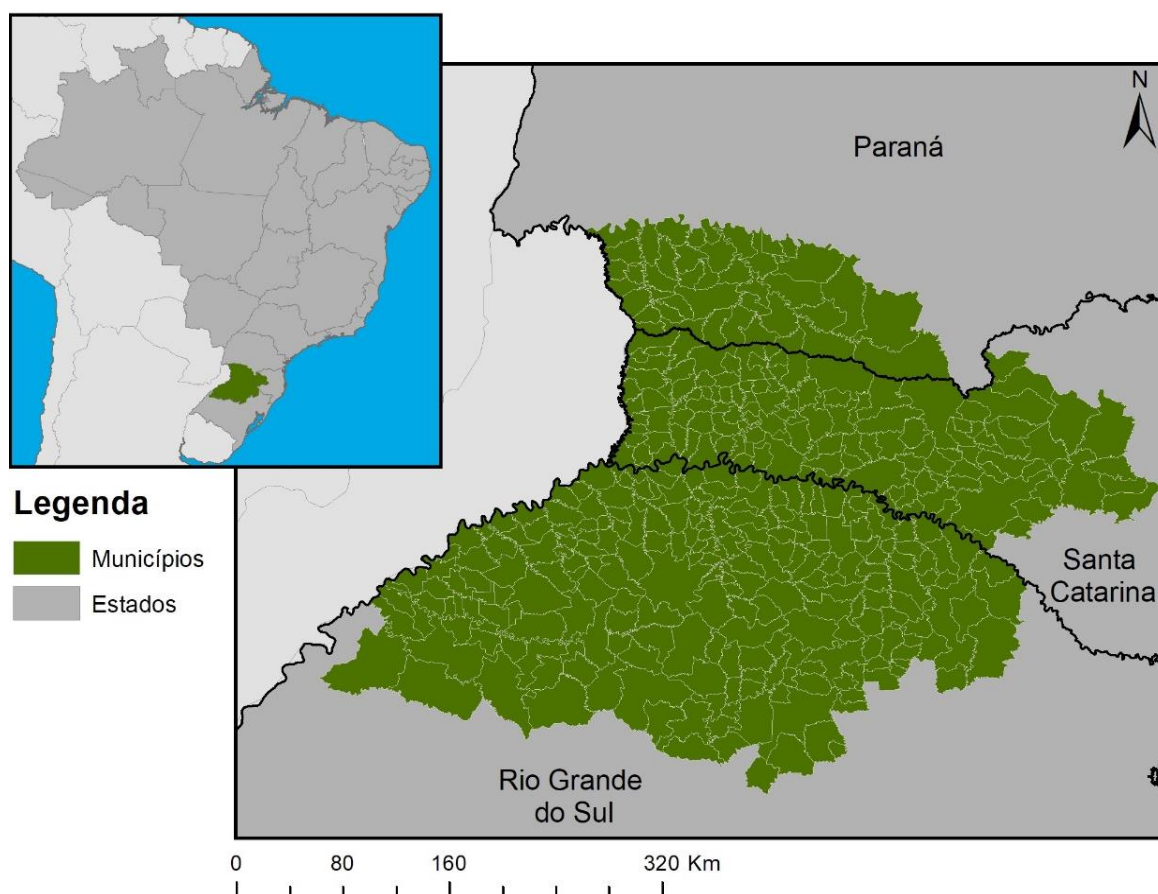 N
Paraná
Legenda
Municípios
Estados
Santa
Catarina
Rio Grande
do Sul
0 80 160 320 Km